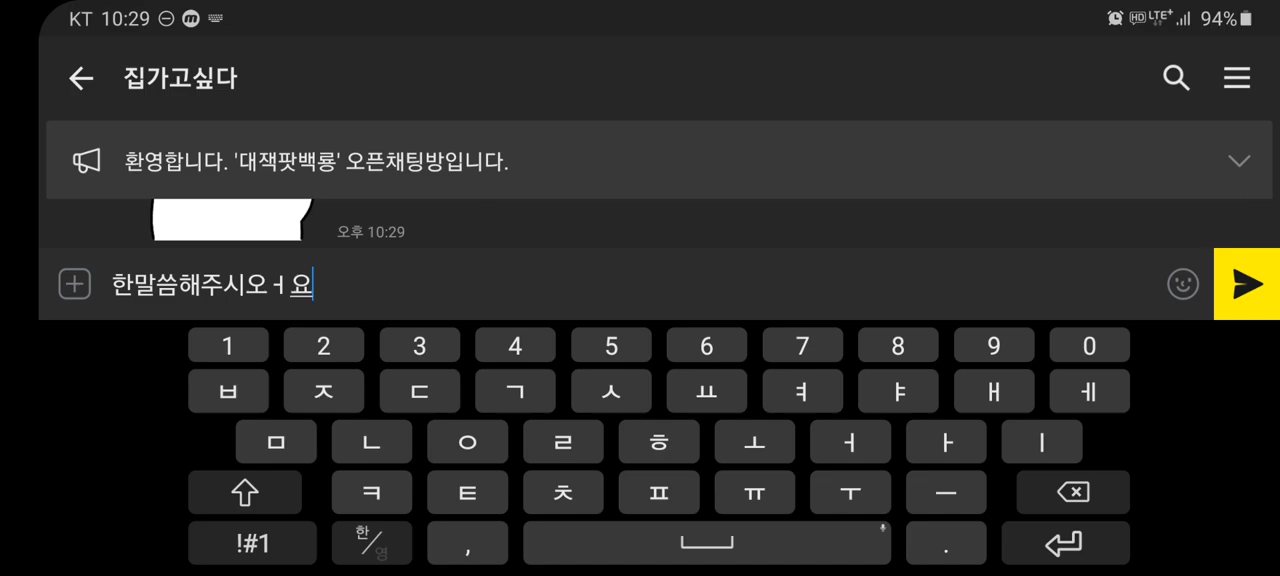 KT 10:29 94%
집가고싶다
환영합니다. '대잭팟백룡' 오픈채팅방입니다.
오후 10:29
한말씀해주시오 ㅓ 요
1 2 3 4 5 6 7 8 9 0
ㅂ ㅈ ㄷ ㄱ ㅅ ㅛ ㅕ ㅑ ㅐ ㅔ
ㅁ ㄴ ㅇ ㄹ ㅎ ㅗ ㅓ ㅏ ㅣ
ㅋ ㅌ ㅊ ㅍ ㅠ ㅜ ㅡ
!#1 한/영 , .